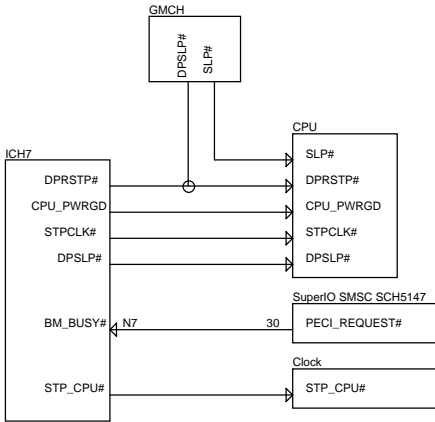 GMCH
DPSLP#
SLP#
CPU
SLP#
ICH7
DPRSTP#
DPRSTP#
CPU_PWRGD
CPU_PWRGD
STPCLK#
STPCLK#
DPSLP#
DPSLP#
SuperIO SMSC SCH5147
BM_BUSY# N7 30 PECI_REQUEST#
Clock
STP_CPU#
STP_CPU#